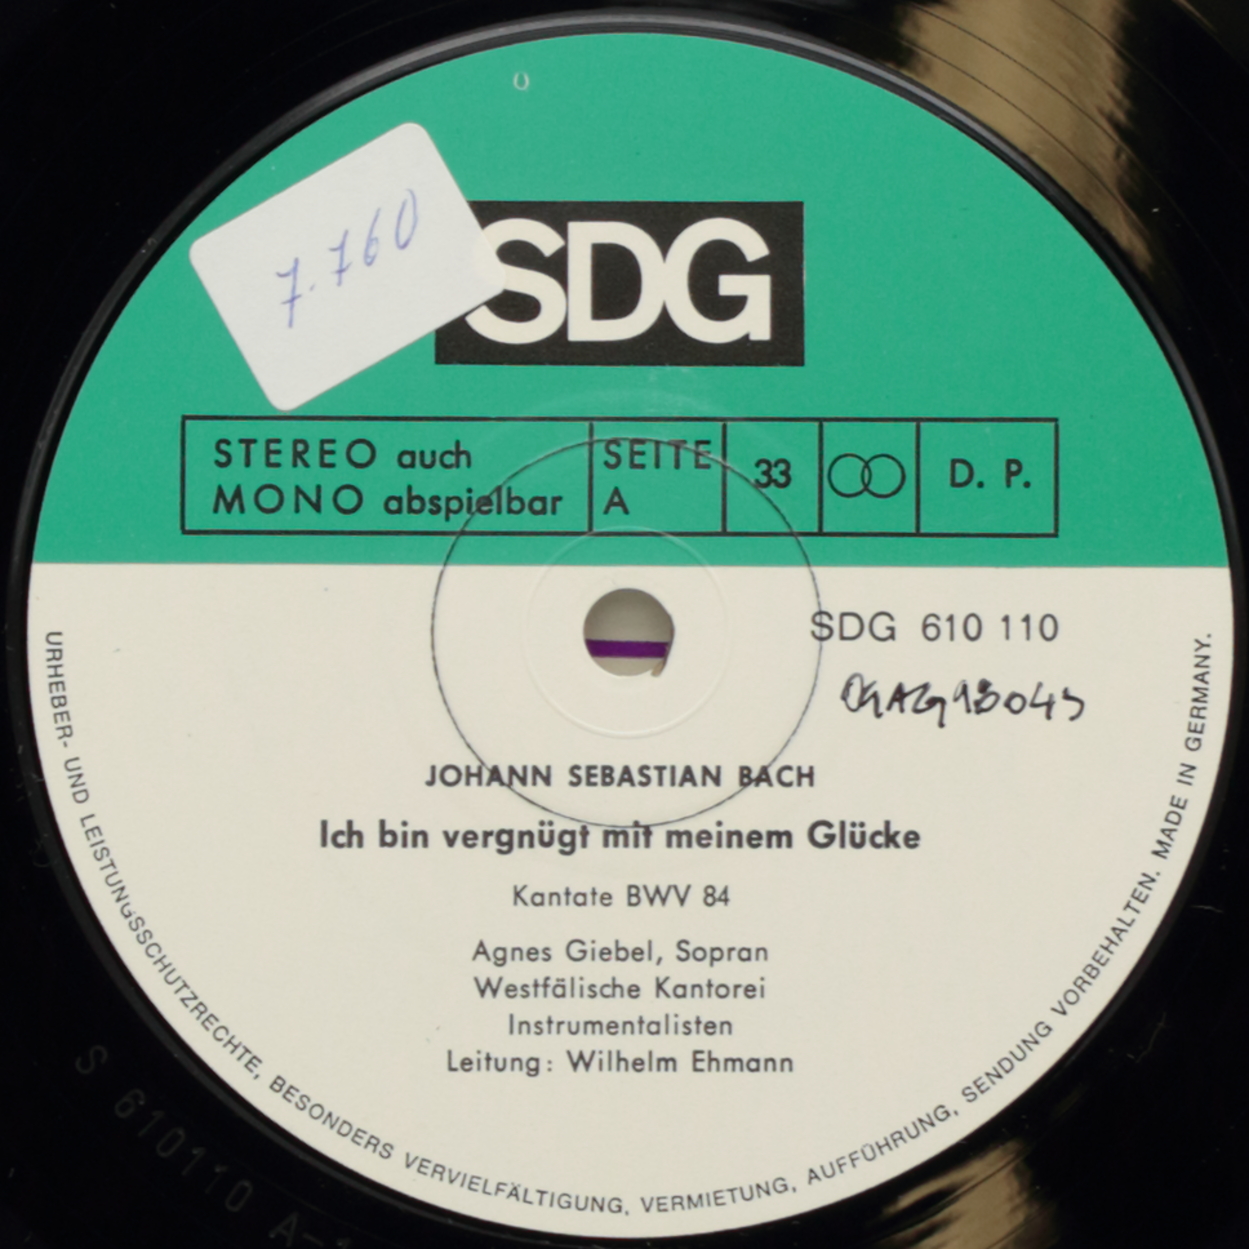 7.760
SDG
STEREO auch
MONO abspielbar
SEITE
A
33
D. P.
SDG 610 110
JOHANN SEBASTIAN BACH
Ich bin vergnügt mit meinem Glücke
Kantate BWV 84
Agnes Giebel, Sopran
Westfälische Kantorei
Instrumentalisten
Leitung: Wilhelm Ehmann
URHEBER- UND LEISTUNGSSCHUTZRECHTE, BESONDERS VERVIELFÄLTIGUNG, VERMIETUNG, AUFFÜHRUNG, SENDUNG VORBEHALTEN. MADE IN GERMANY.
S 610110 A-